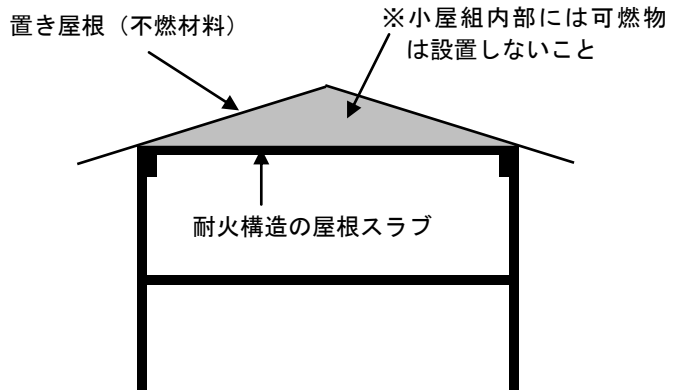 置き屋根（不燃材料）
※小屋組内部には可燃物
は設置しないこと
耐火構造の屋根スラブ